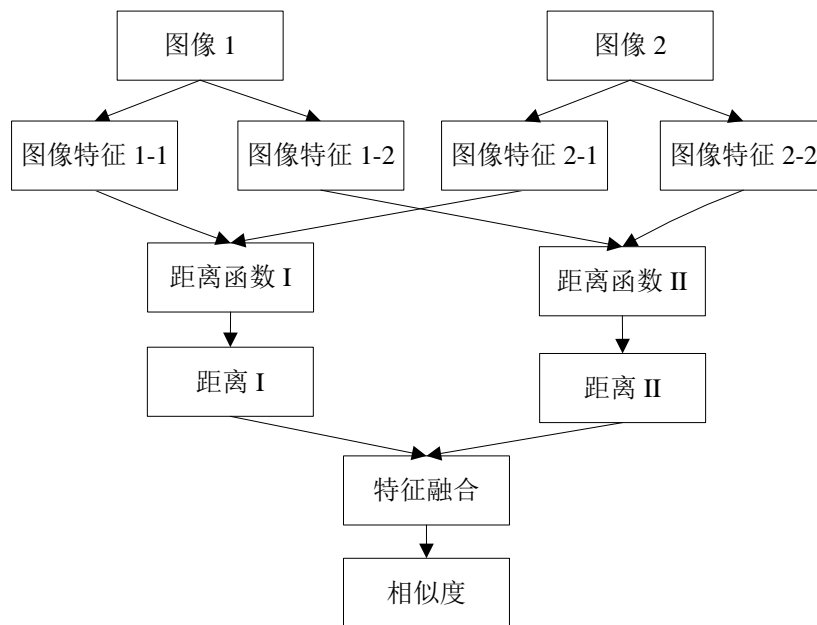 图像 1
图像 2
图像特征 1-1
图像特征 1-2
图像特征 2-1
图像特征 2-2
距离函数 I
距离函数 II
距离 I
距离 II
特征融合
相似度